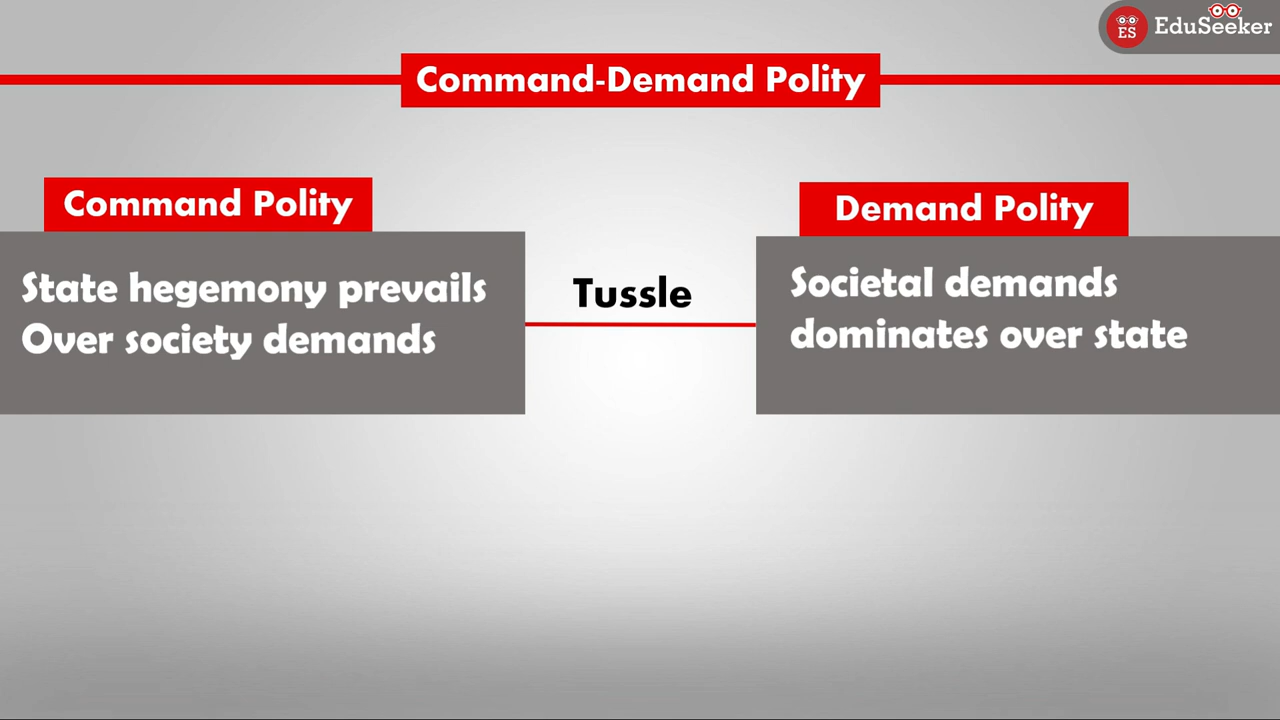 ES EduSeeker
Command-Demand Polity
Command Polity
State hegemony prevails
Over society demands
Tussle
Demand Polity
Societal demands
dominates over state